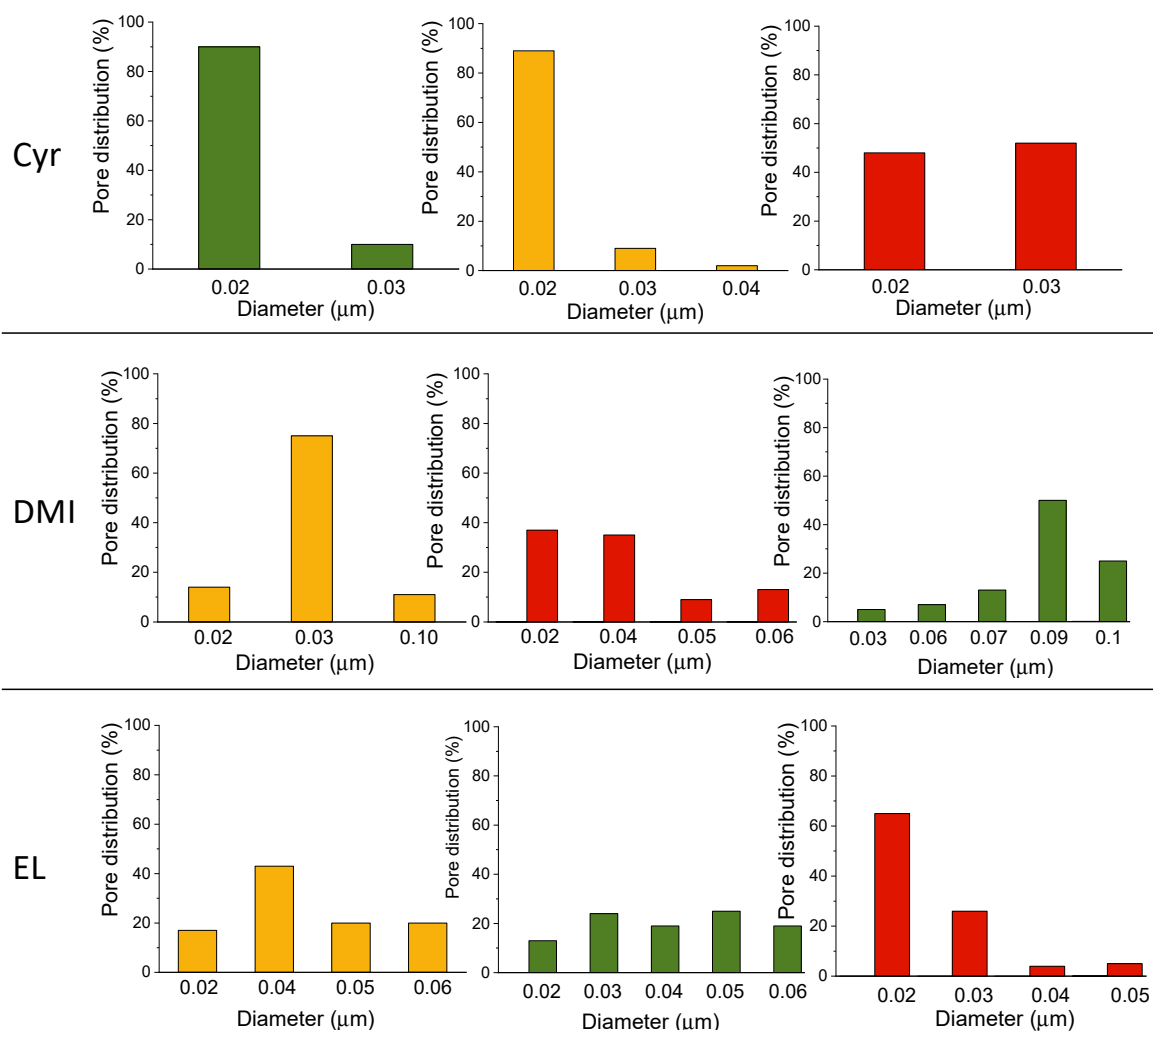 Cyr
Pore distribution (%)
100
80
60
40
20
0
0.02 0.03
Diameter (μm)
Pore distribution (%)
100
80
60
40
20
0
0.02 0.03 0.04
Diameter (μm)
Pore distribution (%)
100
80
60
40
20
0
0.02 0.03
Diameter (μm)
DMI
Pore distribution (%)
100
80
60
40
20
0
0.02 0.03 0.10
Diameter (μm)
Pore distribution (%)
100
80
60
40
20
0
0.02 0.04 0.05 0.06
Diameter (μm)
Pore distribution (%)
100
80
60
40
20
0
0.03 0.06 0.07 0.09 0.1
Diameter (μm)
EL
Pore distribution (%)
100
80
60
40
20
0
0.02 0.04 0.05 0.06
Diameter (μm)
Pore distribution (%)
100
80
60
40
20
0
0.02 0.03 0.04 0.05 0.06
Diameter (μm)
Pore distribution (%)
100
80
60
40
20
0
0.02 0.03 0.04 0.05
Diameter (μm)